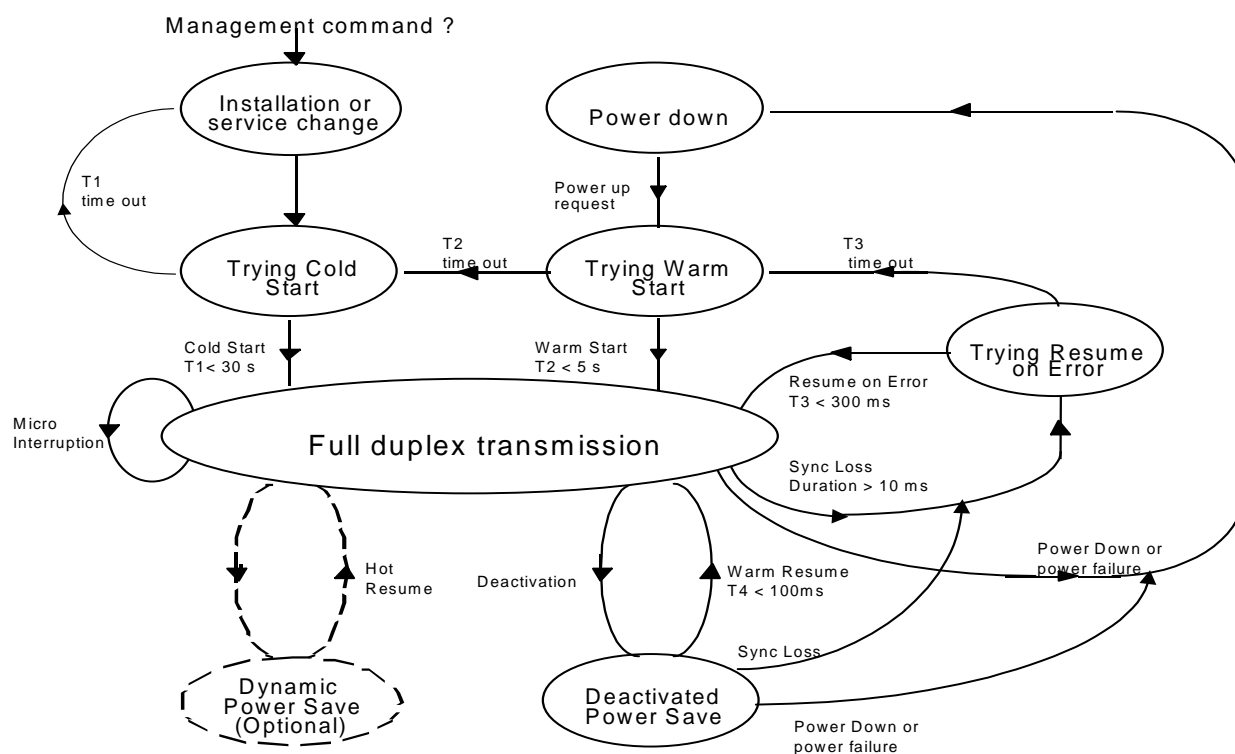 Management command ?
Installation or
service change
Power down
T1
time out
Power up
request
Trying Cold
Start
T2
time out
Trying Warm
Start
T3
time out
Cold Start
T1< 30 s
Warm Start
T2 < 5 s
Trying Resume
on Error
Resume on Error
T3 < 300 ms
Micro
Interruption
Full duplex transmission
Sync Loss
Duration > 10 ms
Hot
Resume
Deactivation
Warm Resume
T4 < 100ms
Power Down or
power failure
Sync Loss
Dynamic
Power Save
(Optional)
Deactivated
Power Save
Power Down or
power failure